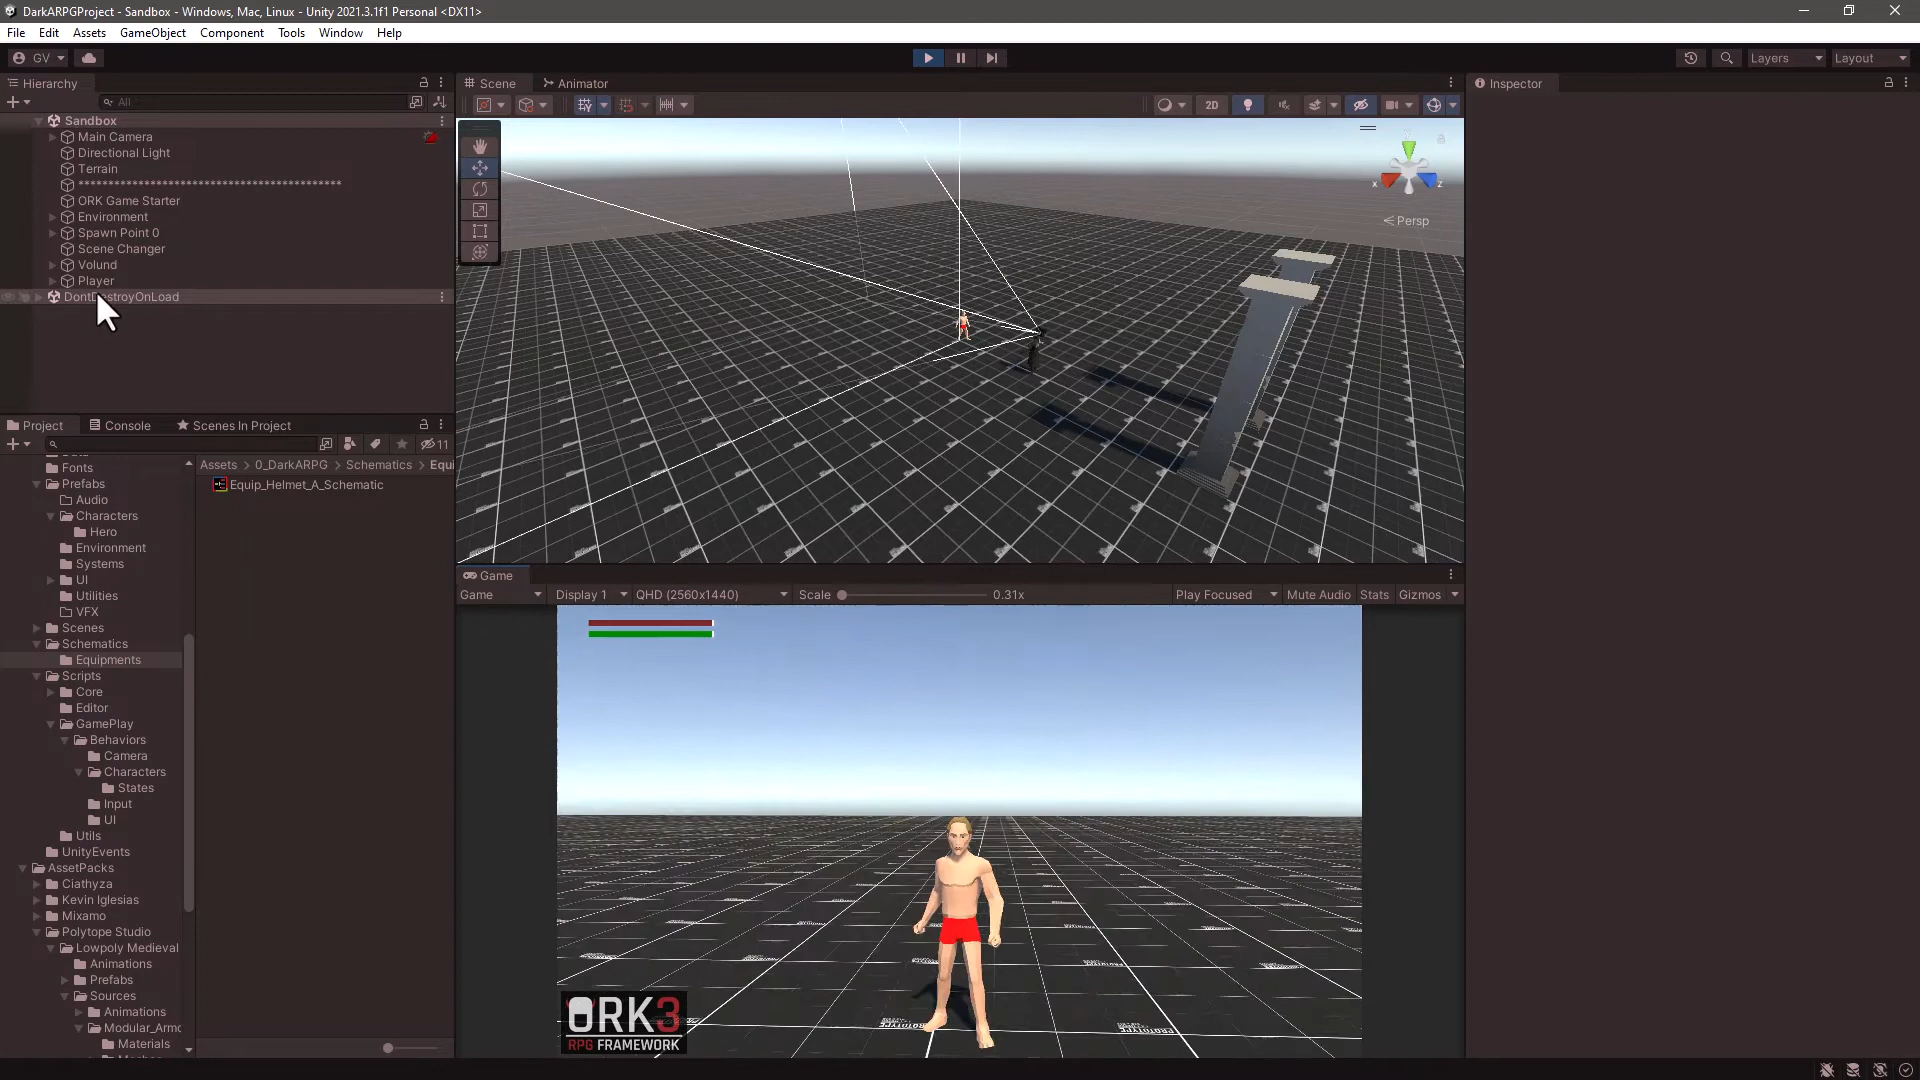 DarkARPGProject - Sandbox - Windows, Mac, Linux - Unity 2021.3.1f1 Personal <DX11>
File Edit Assets GameObject Component Tools Window Help
GV Layers Layout
Hierarchy
All
Sandbox
Main Camera
Directional Light
Terrain
********************************************
ORK Game Starter
Environment
Spawn Point 0
Scene Changer
Volund
Player
DontDestroyOnLoad
Project Console Scenes In Project
11
Fonts
Prefabs
Audio
Characters
Hero
Environment
Systems
UI
Utilities
VFX
Scenes
Schematics
Equipments
Scripts
Core
Editor
GamePlay
Behaviors
Camera
Characters
States
Input
UI
Utils
UnityEvents
AssetPacks
Ciathyza
Kevin Iglesias
Mixamo
Polytope Studio
Lowpoly Medieval
Animations
Prefabs
Sources
Animations
Modular_Armo
Materials
Assets > 0_DarkARPG > Schematics > Equi
Equip_Helmet_A_Schematic
Scene Animator
2D
x z
Persp
Game
Game Display 1 QHD (2560x1440) Scale 0.31x Play Focused Mute Audio Stats Gizmos
PROTOTYPE
ORK3
RPG FRAMEWORK
Inspector